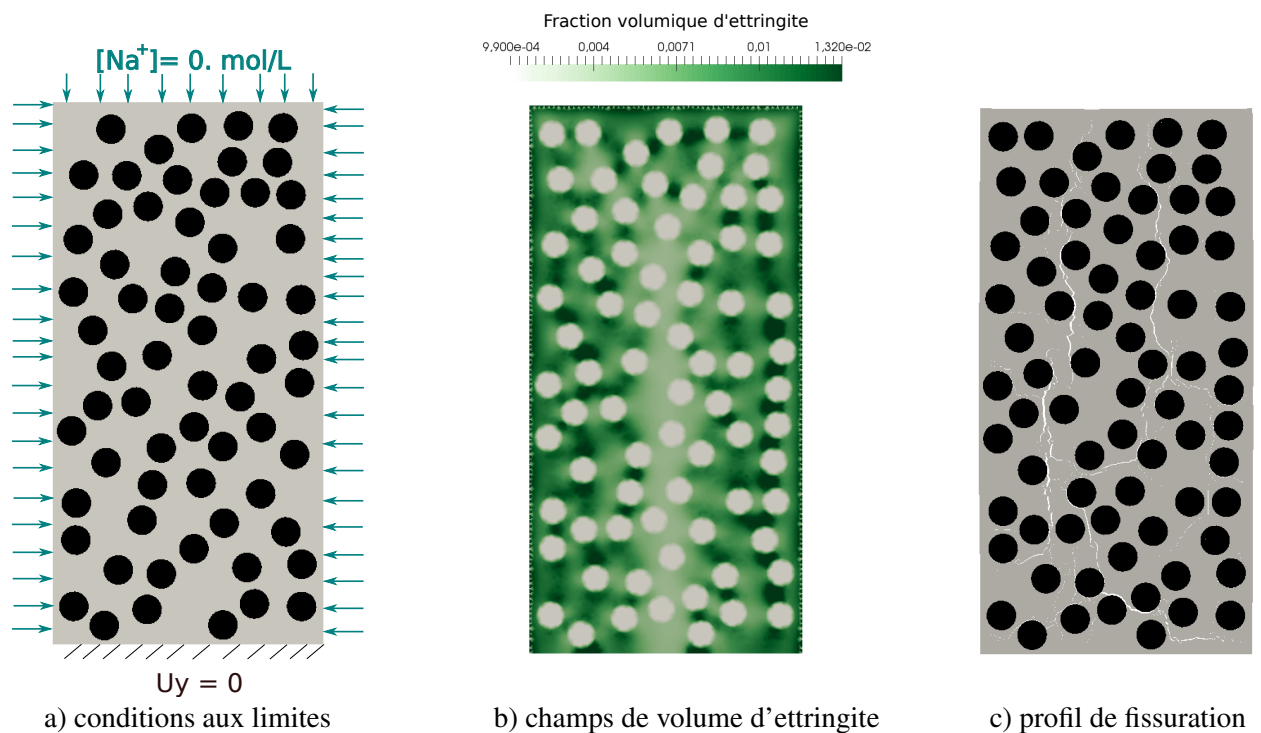 Fraction volumique d'ettringite
9,900e-04 0,004 0,0071 0,01 1,320e-02
[Na+]= 0. mol/L
Uy = 0
a) conditions aux limites
b) champs de volume d’ettringite
c) profil de fissuration